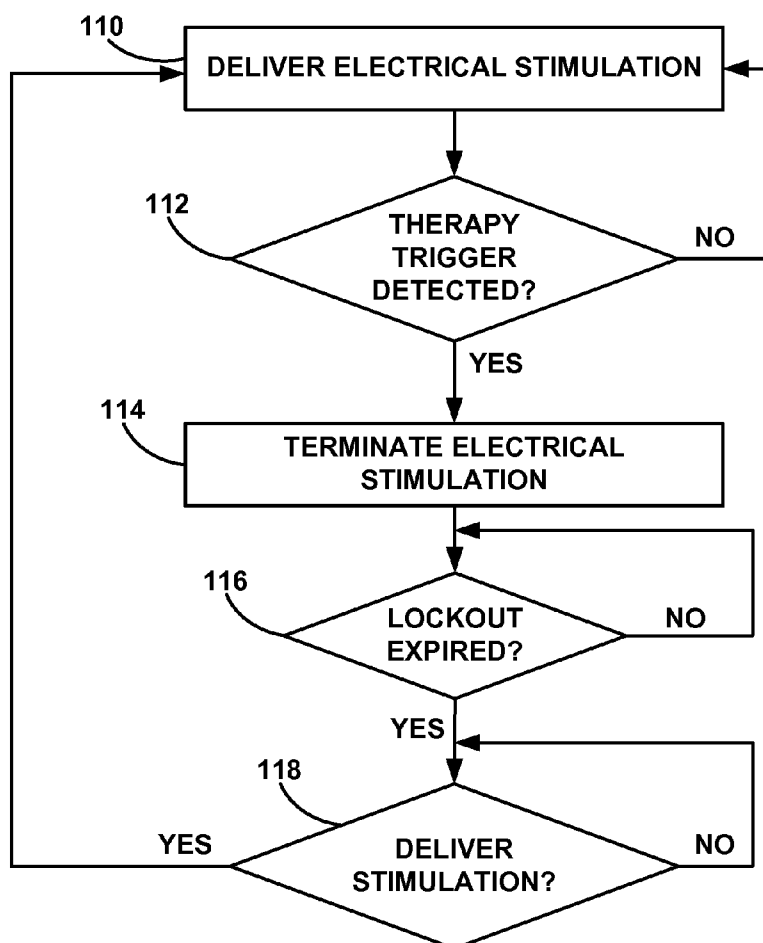 110
DELIVER ELECTRICAL STIMULATION
112
THERAPY
TRIGGER
DETECTED?
NO
YES
114
TERMINATE ELECTRICAL
STIMULATION
116
LOCKOUT
EXPIRED?
NO
YES
118
YES
DELIVER
STIMULATION?
NO